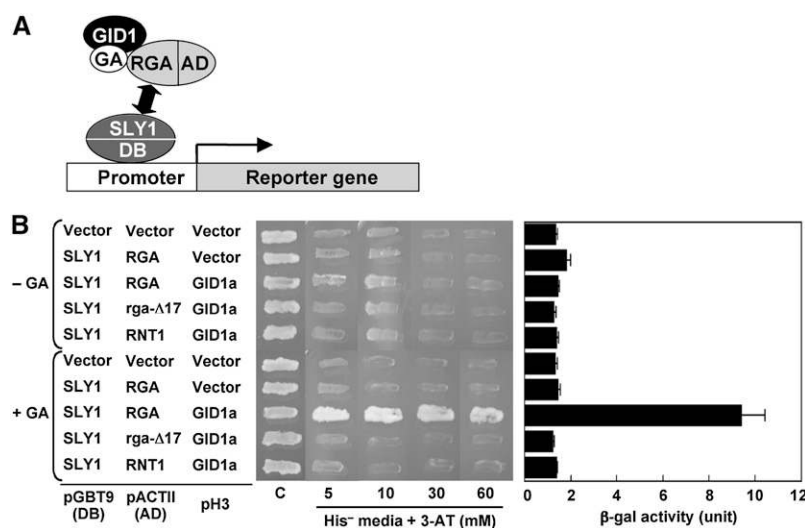 A
GID1
GA
RGA AD
SLY1
DB
Promoter Reporter gene
B
– GA
Vector Vector Vector
SLY1 RGA Vector
SLY1 RGA GID1a
SLY1 rga-Δ17 GID1a
SLY1 RNT1 GID1a
+ GA
Vector Vector Vector
SLY1 RGA Vector
SLY1 RGA GID1a
SLY1 rga-Δ17 GID1a
SLY1 RNT1 GID1a
pGBT9 (DB) pACTII (AD) pH3
C 5 10 30 60
His⁻ media + 3-AT (mM)
0 2 4 6 8 10 12
β-gal activity (unit)